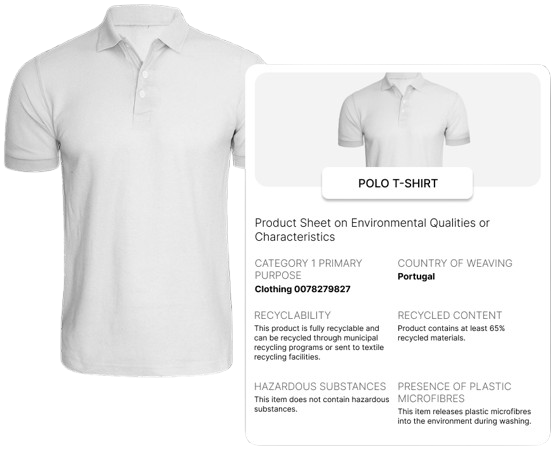 POLO T-SHIRT
Product Sheet on Environmental Qualities or
Characteristics
CATEGORY 1 PRIMARY
PURPOSE
Clothing 0078279827
COUNTRY OF WEAVING
Portugal
RECYCLABILITY
This product is fully recyclable and
can be recycled through municipal
recycling programs or sent to textile
recycling facilities.
RECYCLED CONTENT
Product contains at least 65%
recycled materials.
HAZARDOUS SUBSTANCES
This item does not contain hazardous
substances.
PRESENCE OF PLASTIC
MICROFIBRES
This item releases plastic microfibres
into the environment during washing.